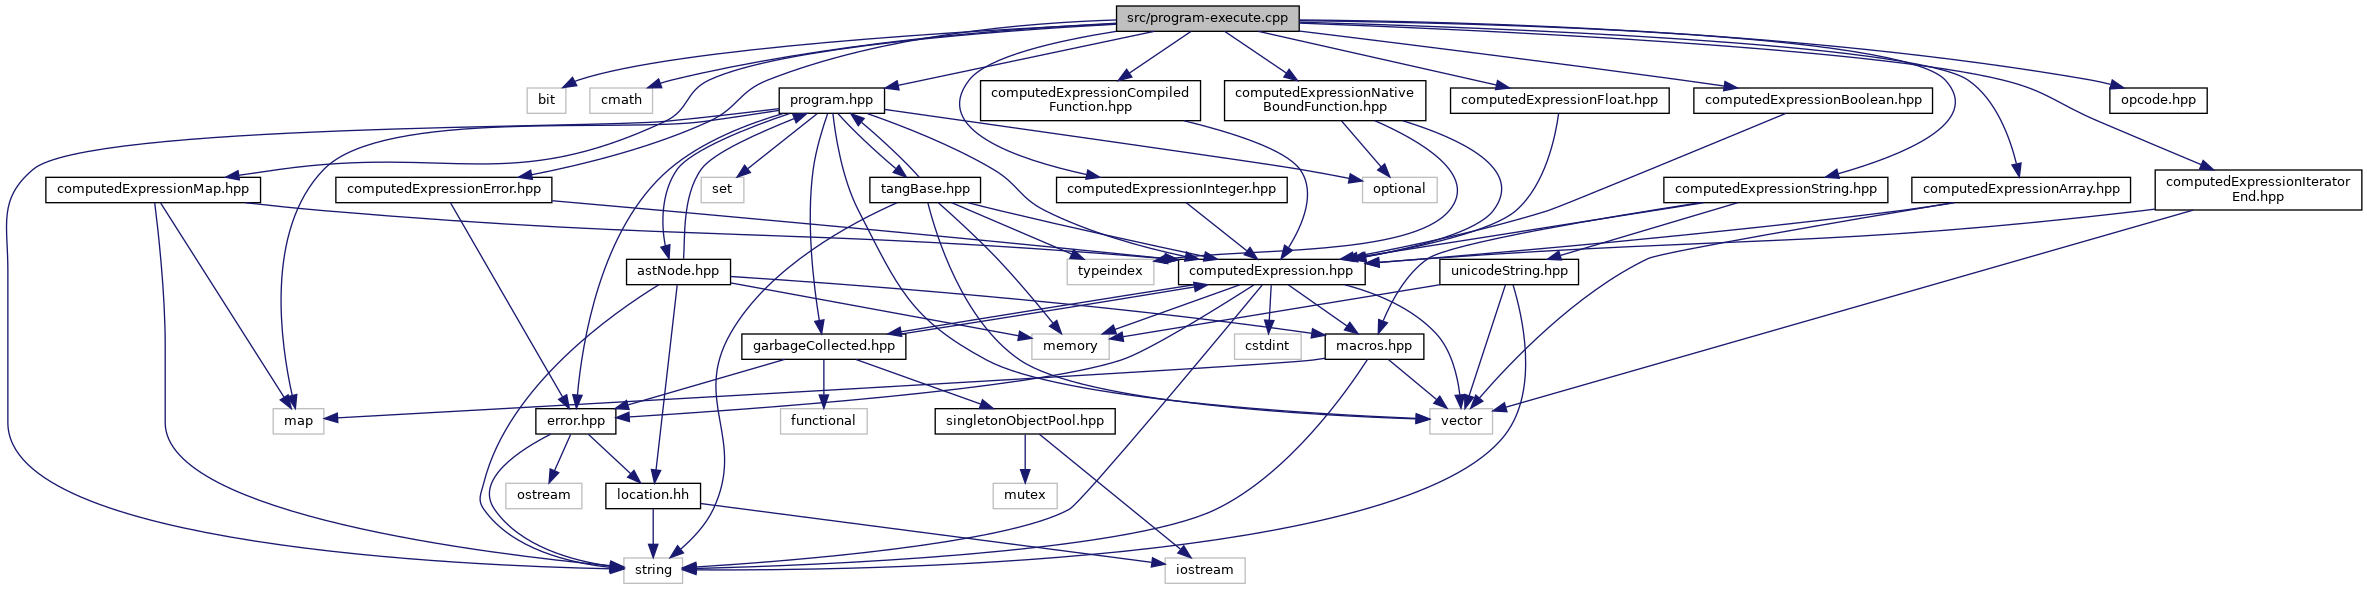 src/program-execute.cpp
bit
cmath
program.hpp
computedExpressionCompiled
Function.hpp
computedExpressionNative
BoundFunction.hpp
computedExpressionFloat.hpp
computedExpressionBoolean.hpp
opcode.hpp
computedExpressionMap.hpp
computedExpressionError.hpp
set
tangBase.hpp
computedExpressionInteger.hpp
optional
computedExpressionString.hpp
computedExpressionArray.hpp
computedExpressionIterator
End.hpp
astNode.hpp
typeindex
computedExpression.hpp
unicodeString.hpp
garbageCollected.hpp
memory
cstdint
macros.hpp
map
error.hpp
functional
singletonObjectPool.hpp
vector
ostream
location.hh
mutex
string
iostream